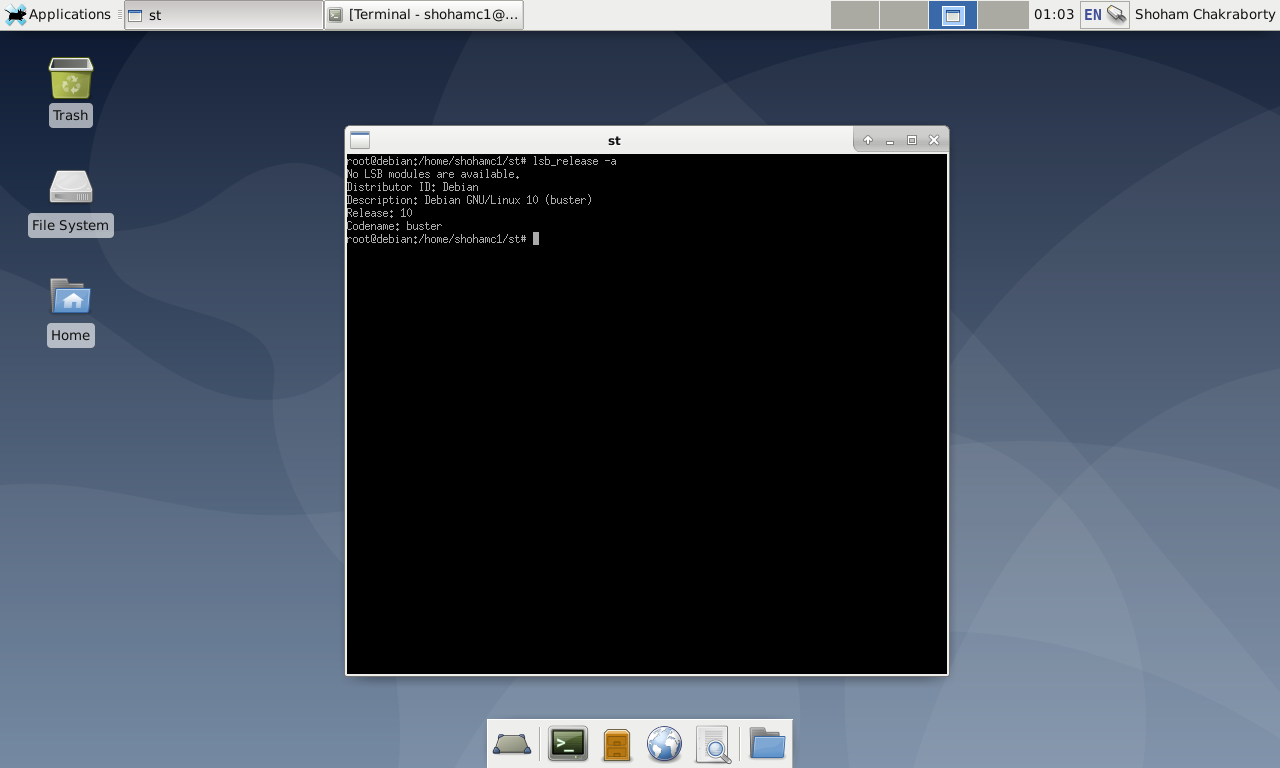 Applications
st
[Terminal - shohamc1@...
01:03
EN
Shoham Chakraborty
Trash
File System
Home
st
root@debian:/home/shohamc1/st# lsb_release -a
No LSB modules are available.
Distributor ID: Debian
Description: Debian GNU/Linux 10 (buster)
Release: 10
Codename: buster
root@debian:/home/shohamc1/st#
>_